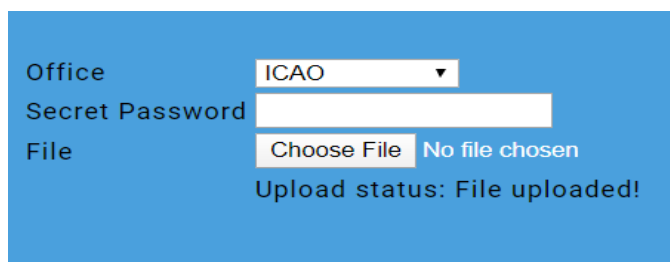 Office ICAO
Secret Password
File Choose File No file chosen
Upload status: File uploaded!